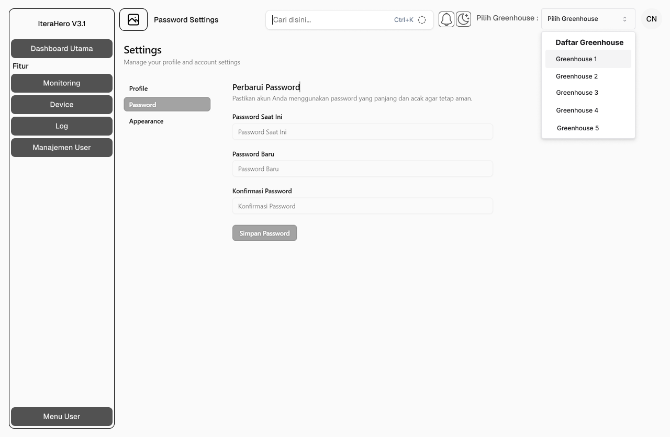 IteraHero V3.1
Dashboard Utama
Fitur
Monitoring
Device
Log
Manajemen User
Menu User
Password Settings
Cari disini...
Ctrl+K
Pilih Greenhouse :
Pilih Greenhouse
CN
Daftar Greenhouse
Greenhouse 1
Greenhouse 2
Greenhouse 3
Greenhouse 4
Greenhouse 5
Settings
Manage your profile and account settings
Profile
Password
Appearance
Perbarui Password
Pastikan akun Anda menggunakan password yang panjang dan acak agar tetap aman.
Password Saat Ini
Password Saat Ini
Password Baru
Password Baru
Konfirmasi Password
Konfirmasi Password
Simpan Password